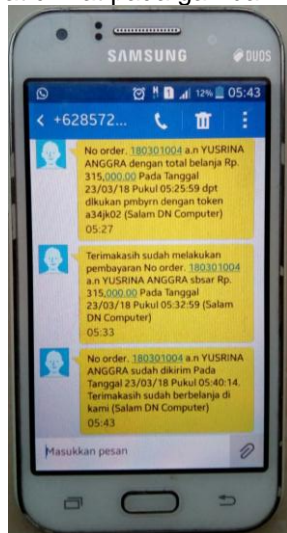 SAMSUNG
DUOS
12% 05:43
+628572...
No order. 180301004 a.n YUSRINA
ANGGRA dengan total belanja Rp.
315,000.00 Pada Tanggal
23/03/18 Pukul 05:25:59 dpt
dlkukan pmbyrn dengan token
a34jk02 (Salam DN Computer)
05:27
Terimakasih sudah melakukan
pembayaran No order. 180301004
a.n YUSRINA ANGGRA sbsar Rp.
315,000.00 Pada Tanggal
23/03/18 Pukul 05:32:59 (Salam
DN Computer)
05:33
No order. 180301004 a.n YUSRINA
ANGGRA sudah dikirim Pada
Tanggal 23/03/18 Pukul 05:40:14.
Terimakasih sudah berbelanja di
kami (Salam DN Computer)
05:43
Masukkan pesan